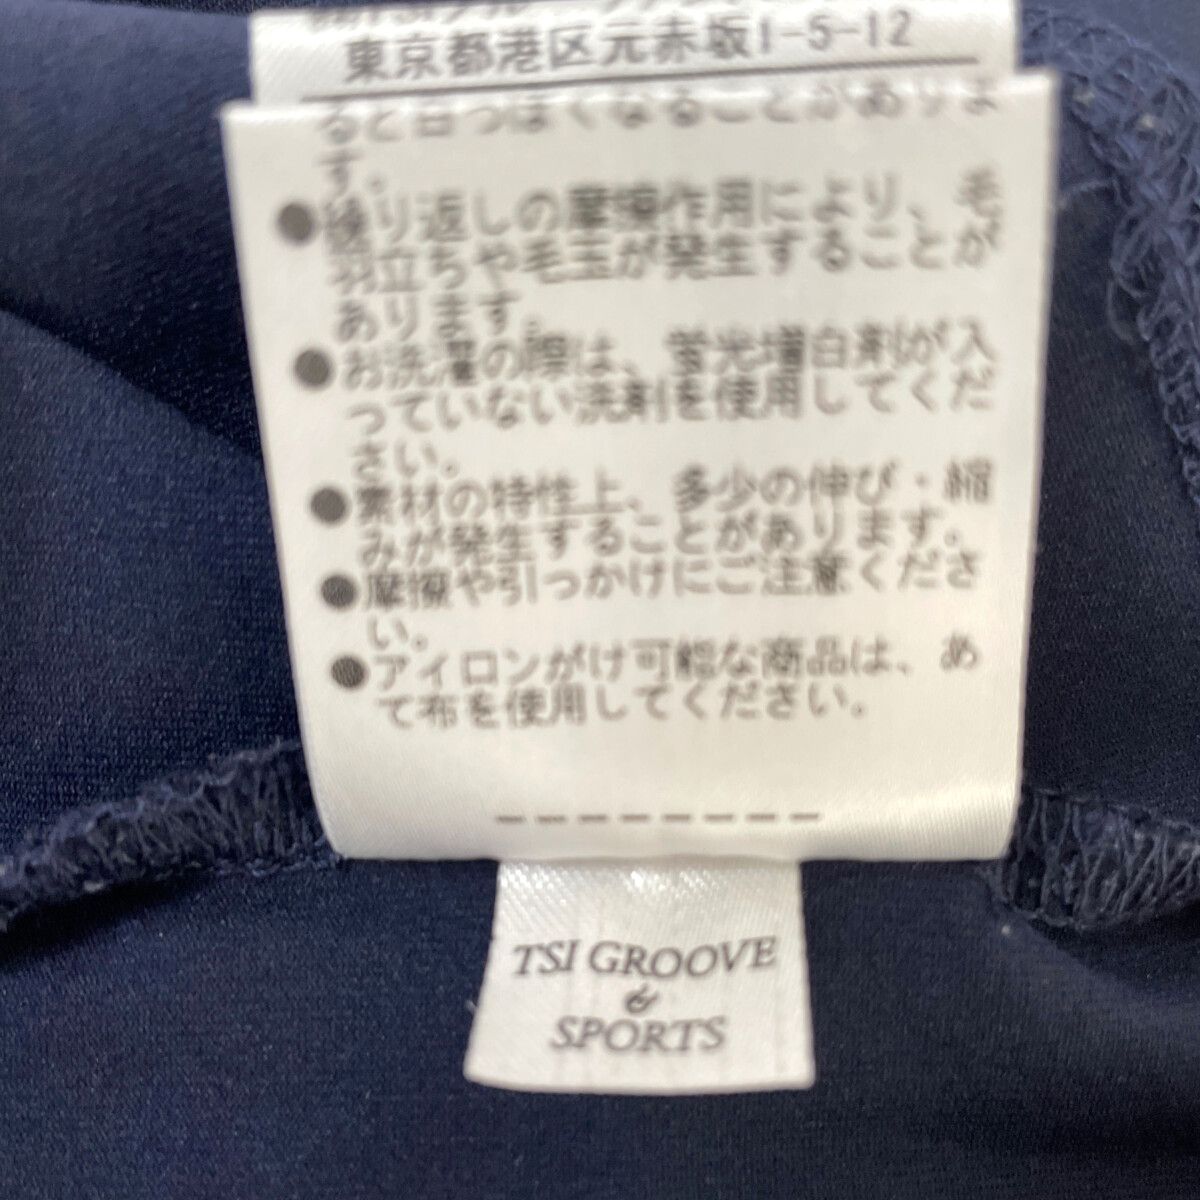 東京都港区元赤坂1-5-12
ると白っぽくなることがありま
す。
●繰り返しの摩擦作用により、毛
羽立ちや毛玉が発生することが
あります。
●お洗濯の際は、蛍光増白剤が入
っていない洗剤を使用してくだ
さい。
●素材の特性上、多少の伸び・縮
みが発生することがあります。
●摩擦や引っかけにご注意くださ
い。
●アイロンがけ可能な商品は、あ
て布を使用してください。
TSI GROOVE
&
SPORTS